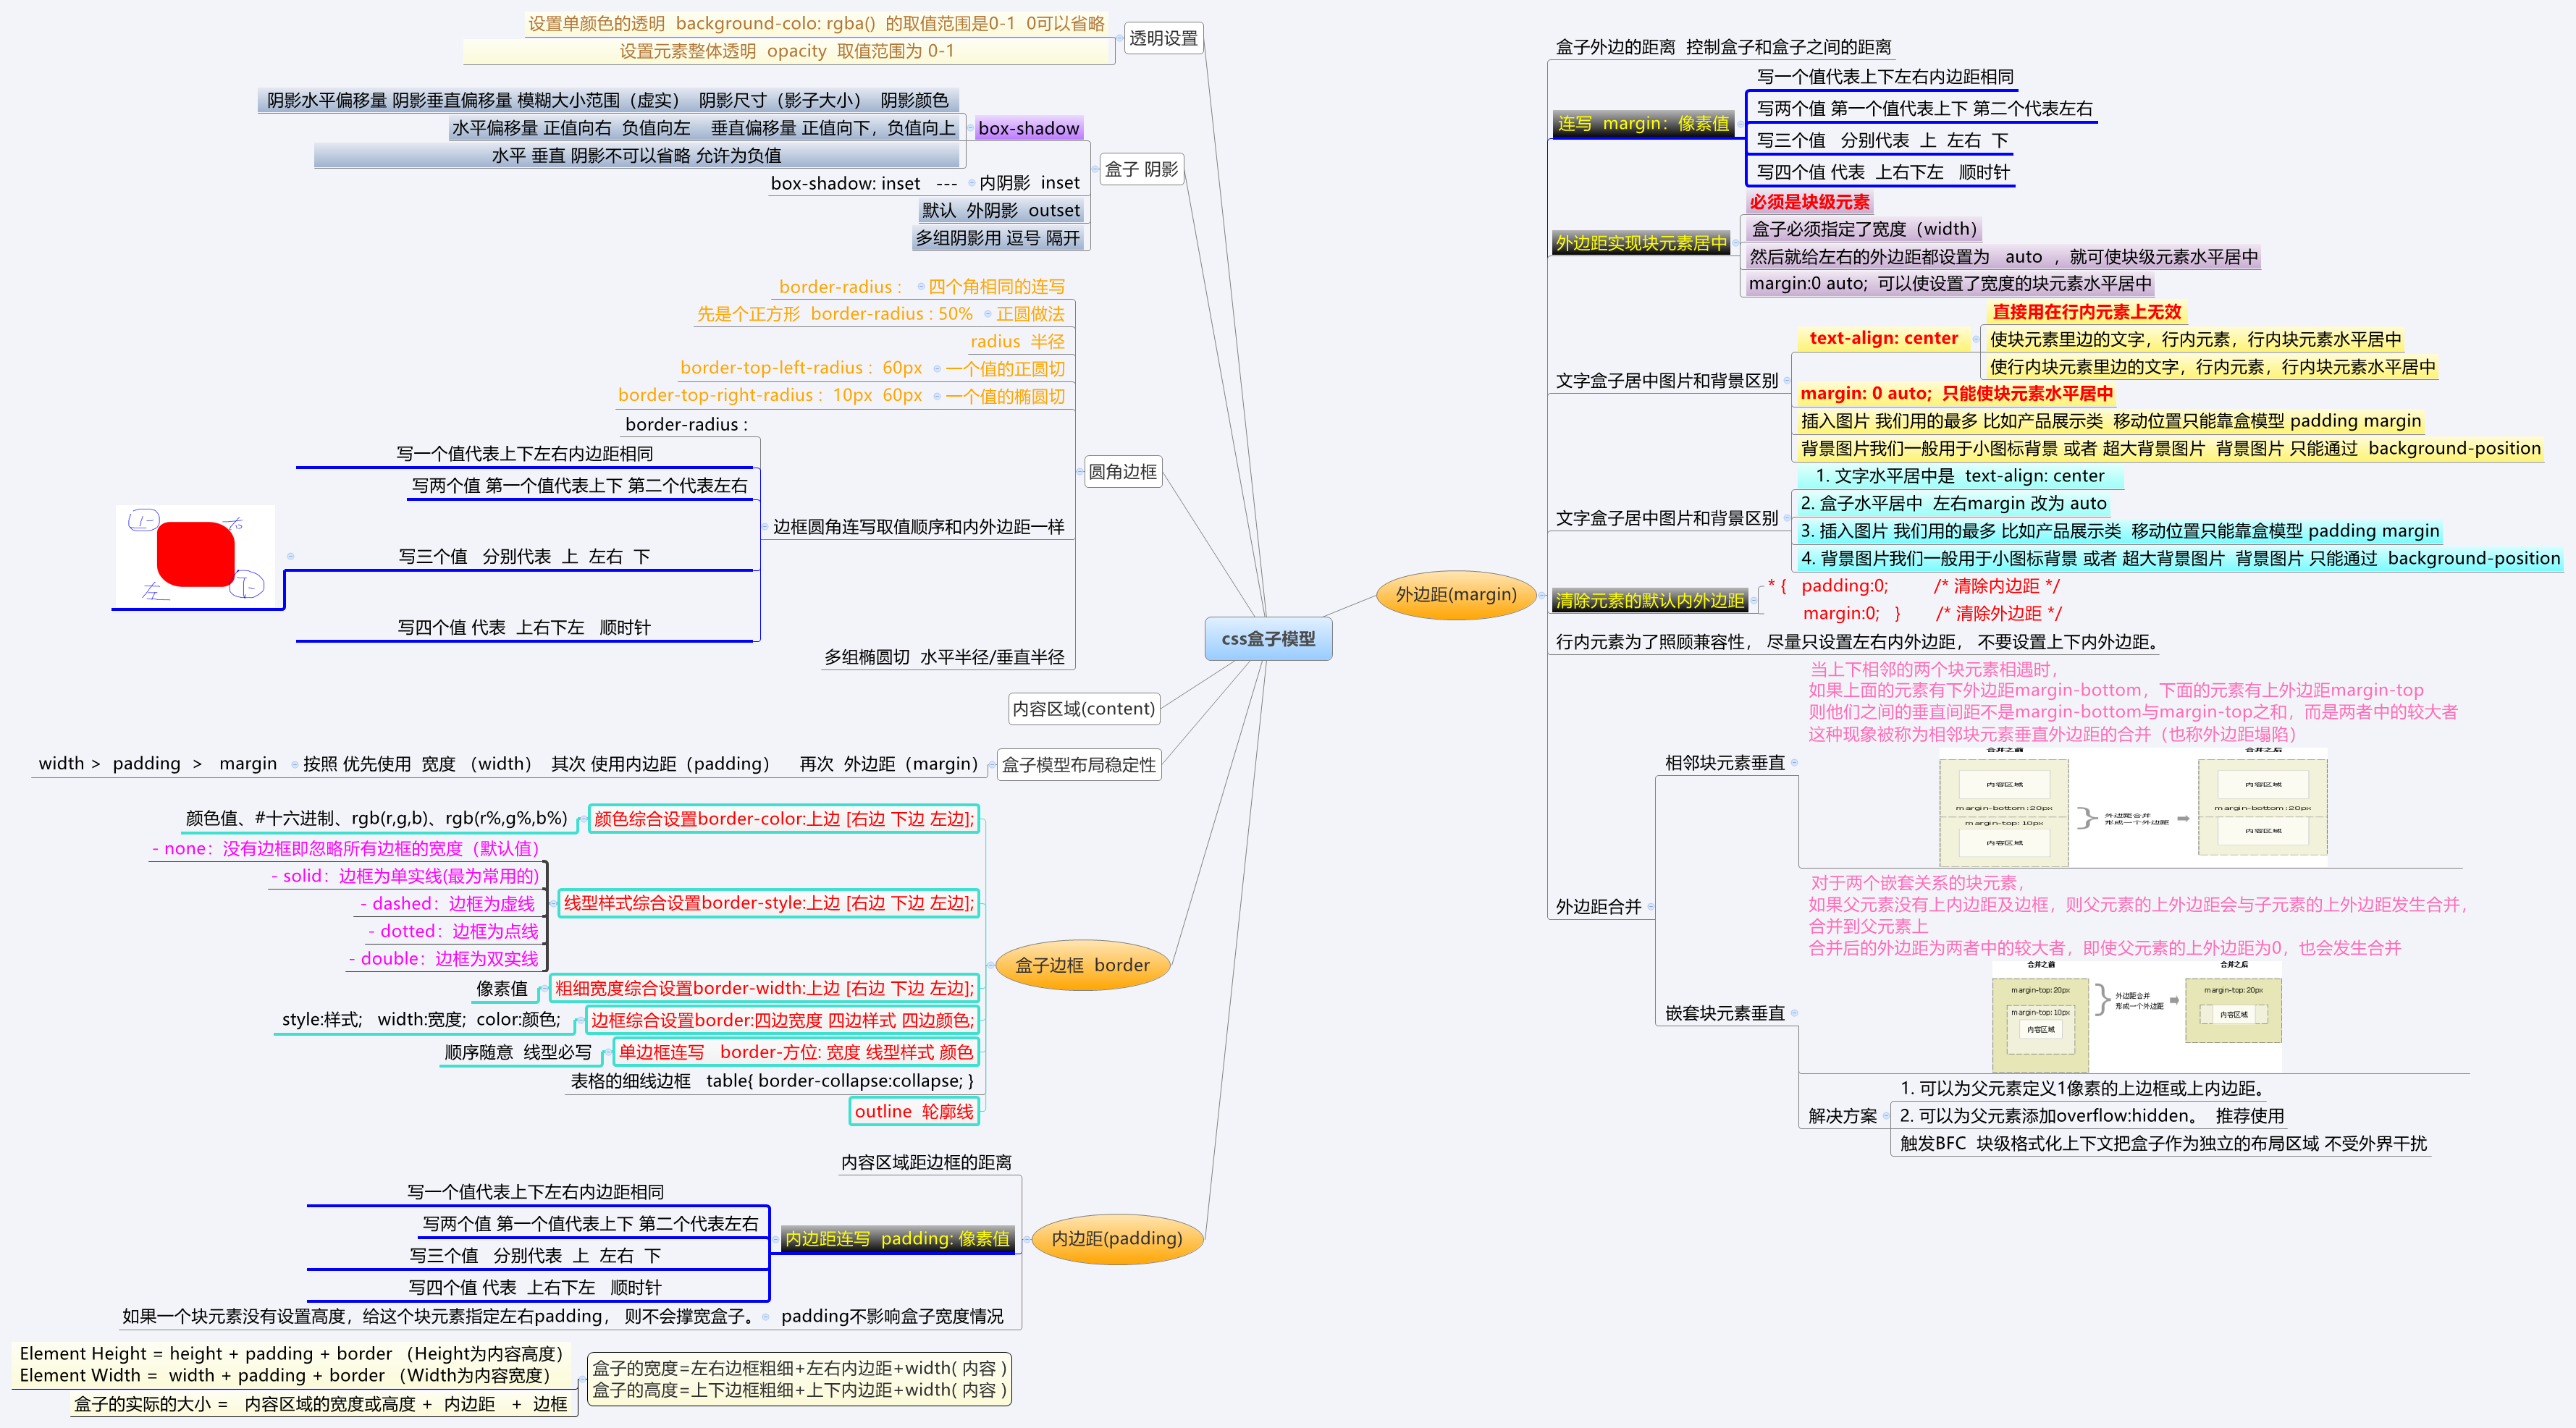 css盒子模型
透明设置
设置单颜色的透明  background-colo: rgba()  的取值范围是0-1  0可以省略
设置元素整体透明  opacity  取值范围为 0-1
盒子 阴影
box-shadow
阴影水平偏移量 阴影垂直偏移量 模糊大小范围（虚实）  阴影尺寸（影子大小）  阴影颜色
水平偏移量 正值向右  负值向左    垂直偏移量 正值向下，负值向上
水平 垂直 阴影不可以省略 允许为负值
内阴影  inset
box-shadow: inset   ---
默认  外阴影  outset
多组阴影用 逗号 隔开
圆角边框
四个角相同的连写
border-radius :
正圆做法
先是个正方形  border-radius : 50%
radius  半径
一个值的正圆切
border-top-left-radius :  60px
一个值的椭圆切
border-top-right-radius :  10px  60px
边框圆角连写取值顺序和内外边距一样
border-radius :
写一个值代表上下左右内边距相同
写两个值 第一个值代表上下 第二个代表左右
写三个值   分别代表  上  左右  下
上
右
左
下
写四个值 代表  上右下左   顺时针
多组椭圆切  水平半径/垂直半径
内容区域(content)
盒子模型布局稳定性
按照 优先使用  宽度 （width）  其次 使用内边距（padding）    再次  外边距（margin）
width >  padding  >   margin
盒子边框  border
颜色综合设置border-color:上边 [右边 下边 左边];
颜色值、#十六进制、rgb(r,g,b)、rgb(r%,g%,b%)
线型样式综合设置border-style:上边 [右边 下边 左边];
- none：没有边框即忽略所有边框的宽度（默认值）
- solid：边框为单实线(最为常用的)
- dashed：边框为虚线
- dotted：边框为点线
- double：边框为双实线
粗细宽度综合设置border-width:上边 [右边 下边 左边];
像素值
边框综合设置border:四边宽度 四边样式 四边颜色;
style:样式;   width:宽度;  color:颜色;
单边框连写   border-方位: 宽度 线型样式 颜色
顺序随意  线型必写
表格的细线边框   table{ border-collapse:collapse; }
outline  轮廓线
内边距(padding)
内容区域距边框的距离
内边距连写  padding: 像素值
写一个值代表上下左右内边距相同
写两个值 第一个值代表上下 第二个代表左右
写三个值   分别代表  上  左右  下
写四个值 代表  上右下左   顺时针
padding不影响盒子宽度情况
如果一个块元素没有设置高度，给这个块元素指定左右padding， 则不会撑宽盒子。
盒子的宽度=左右边框粗细+左右内边距+width( 内容 )
盒子的高度=上下边框粗细+上下内边距+width( 内容 )
Element Height = height + padding + border （Height为内容高度）
Element Width =  width + padding + border （Width为内容宽度）
盒子的实际的大小 =   内容区域的宽度或高度 +  内边距   +  边框
外边距(margin)
盒子外边的距离  控制盒子和盒子之间的距离
连写  margin：像素值
写一个值代表上下左右内边距相同
写两个值 第一个值代表上下 第二个代表左右
写三个值   分别代表  上  左右  下
写四个值 代表  上右下左   顺时针
外边距实现块元素居中
必须是块级元素
盒子必须指定了宽度（width）
然后就给左右的外边距都设置为   auto  ，就可使块级元素水平居中
margin:0 auto;  可以使设置了宽度的块元素水平居中
文字盒子居中图片和背景区别
text-align: center
直接用在行内元素上无效
使块元素里边的文字，行内元素，行内块元素水平居中
使行内块元素里边的文字，行内元素，行内块元素水平居中
margin: 0 auto;  只能使块元素水平居中
插入图片 我们用的最多 比如产品展示类  移动位置只能靠盒模型 padding margin
背景图片我们一般用于小图标背景 或者 超大背景图片  背景图片 只能通过  background-position
文字盒子居中图片和背景区别
1. 文字水平居中是  text-align: center
2. 盒子水平居中  左右margin 改为 auto
3. 插入图片 我们用的最多 比如产品展示类  移动位置只能靠盒模型 padding margin
4. 背景图片我们一般用于小图标背景 或者 超大背景图片  背景图片 只能通过  background-position
清除元素的默认内外边距
* {   padding:0;         /* 清除内边距 */
margin:0;   }       /* 清除外边距 */
行内元素为了照顾兼容性， 尽量只设置左右内外边距， 不要设置上下内外边距。
外边距合并
相邻块元素垂直
当上下相邻的两个块元素相遇时，
如果上面的元素有下外边距margin-bottom，下面的元素有上外边距margin-top
则他们之间的垂直间距不是margin-bottom与margin-top之和，而是两者中的较大者
这种现象被称为相邻块元素垂直外边距的合并（也称外边距塌陷）
合并之前
合并之后
内容区域
margin-bottom:20px
margin-top: 10px
内容区域
外边距合并
形成一个外边距
内容区域
margin-bottom:20px
内容区域
嵌套块元素垂直
对于两个嵌套关系的块元素，
如果父元素没有上内边距及边框，则父元素的上外边距会与子元素的上外边距发生合并，
合并到父元素上
合并后的外边距为两者中的较大者，即使父元素的上外边距为0，也会发生合并
合并之前
合并之后
margin-top:20px
margin-top:10px
内容区域
外边距合并
形成一个外边距
margin-top:20px
内容区域
解决方案
1. 可以为父元素定义1像素的上边框或上内边距。
2. 可以为父元素添加overflow:hidden。  推荐使用
触发BFC  块级格式化上下文把盒子作为独立的布局区域 不受外界干扰